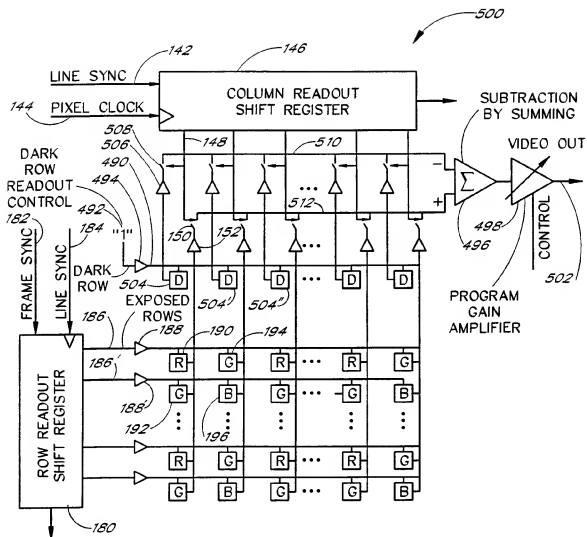 500
142
146
LINE SYNC
COLUMN READOUT
SHIFT REGISTER
144
PIXEL CLOCK
SUBTRACTION
BY SUMMING
508
506
490
494
148
510
DARK
ROW
READOUT
CONTROL
VIDEO OUT
−
+
Σ
182
184
492
"1"
512
150
152
496
498
CONTROL
502
FRAME SYNC
LINE SYNC
DARK
ROW
504
504'
504"
D D D D D
PROGRAM
GAIN
AMPLIFIER
EXPOSED
ROWS
186
188
190
194
R G R G
186'
188'
G B G G B
192
196
ROW READOUT
SHIFT REGISTER
R G R R G
G B G G B
180